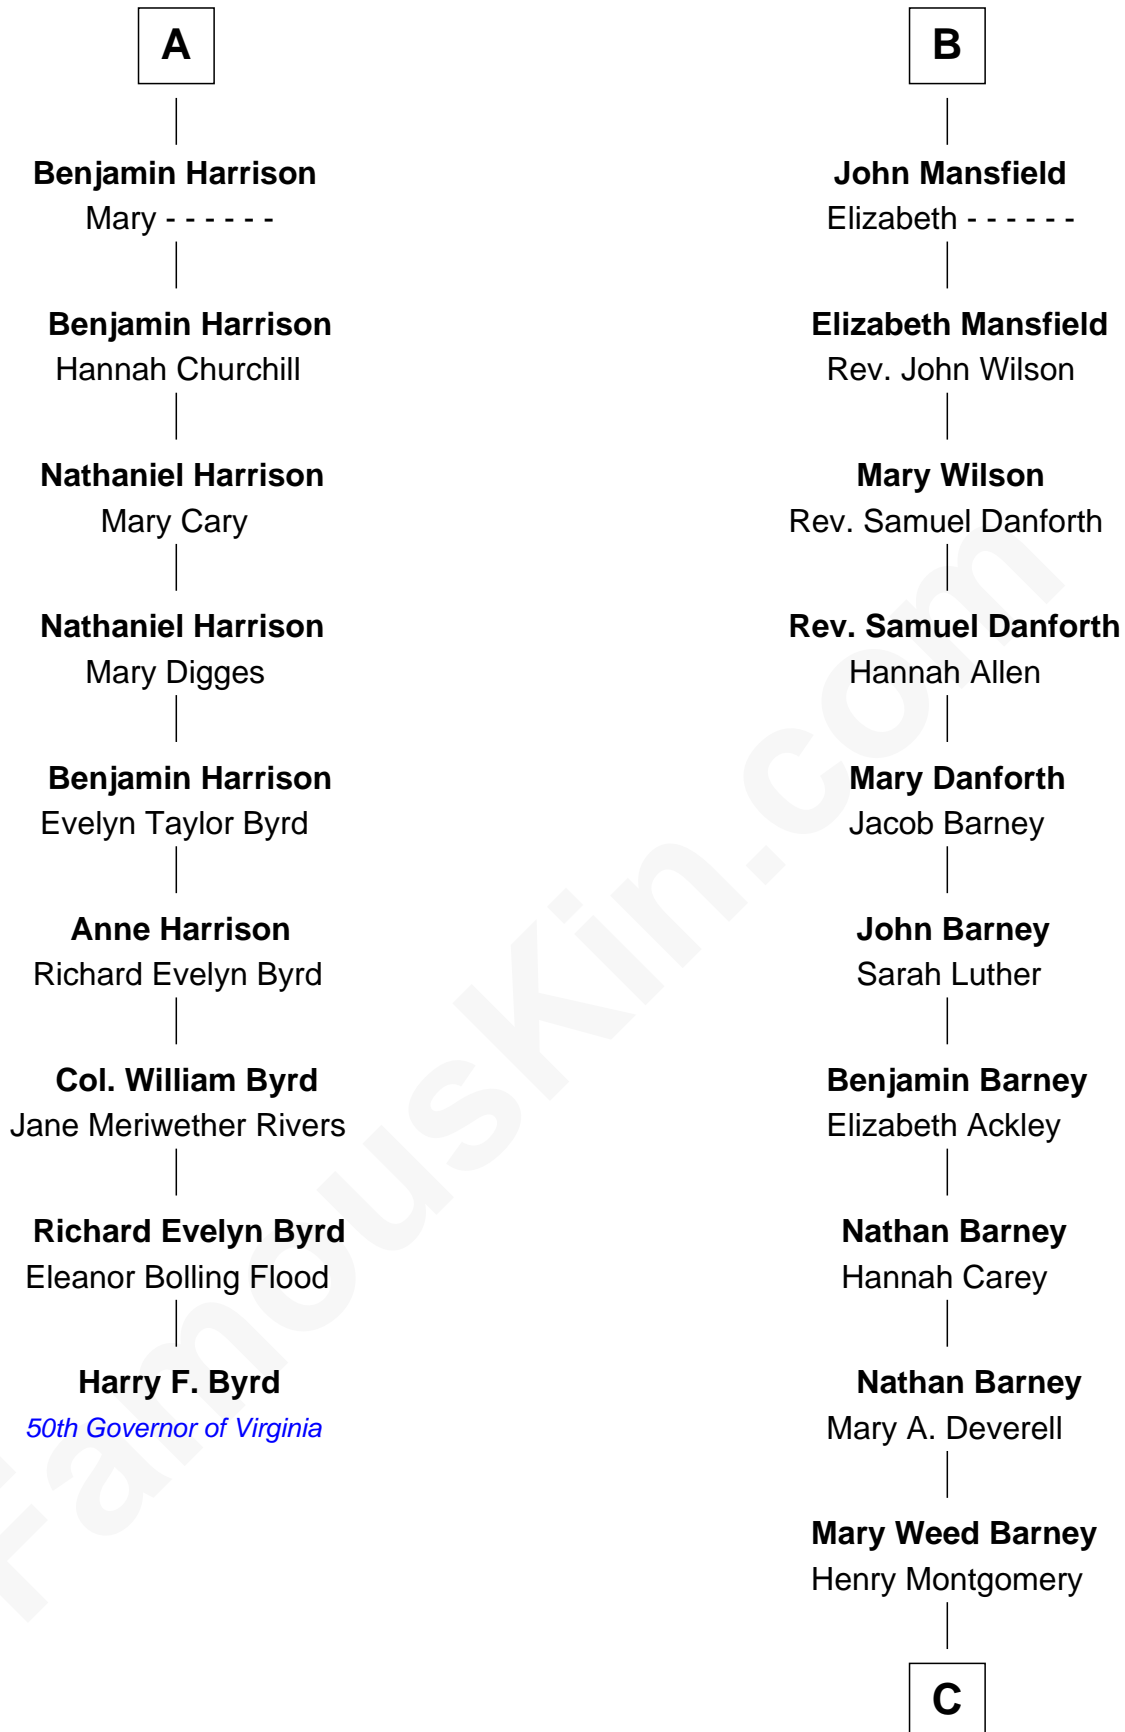 A
Benjamin Harrison
Mary - - - - - -
Benjamin Harrison
Hannah Churchill
Nathaniel Harrison
Mary Cary
Nathaniel Harrison
Mary Digges
Benjamin Harrison
Evelyn Taylor Byrd
Anne Harrison
Richard Evelyn Byrd
Col. William Byrd
Jane Meriwether Rivers
Richard Evelyn Byrd
Eleanor Bolling Flood
Harry F. Byrd
50th Governor of Virginia
B
John Mansfield
Elizabeth - - - - - -
Elizabeth Mansfield
Rev. John Wilson
Mary Wilson
Rev. Samuel Danforth
Rev. Samuel Danforth
Hannah Allen
Mary Danforth
Jacob Barney
John Barney
Sarah Luther
Benjamin Barney
Elizabeth Ackley
Nathan Barney
Hannah Carey
Nathan Barney
Mary A. Deverell
Mary Weed Barney
Henry Montgomery
C
FamousKin.com